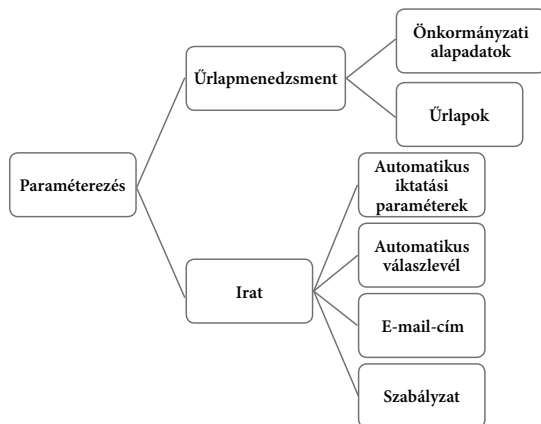 Paraméterezés
Űrlapmenedzsment
Önkormányzati
alapadatok
Űrlapok
Irat
Automatikus
iktatási
paraméterek
Automatikus
válaszlevél
E-mail-cím
Szabályzat